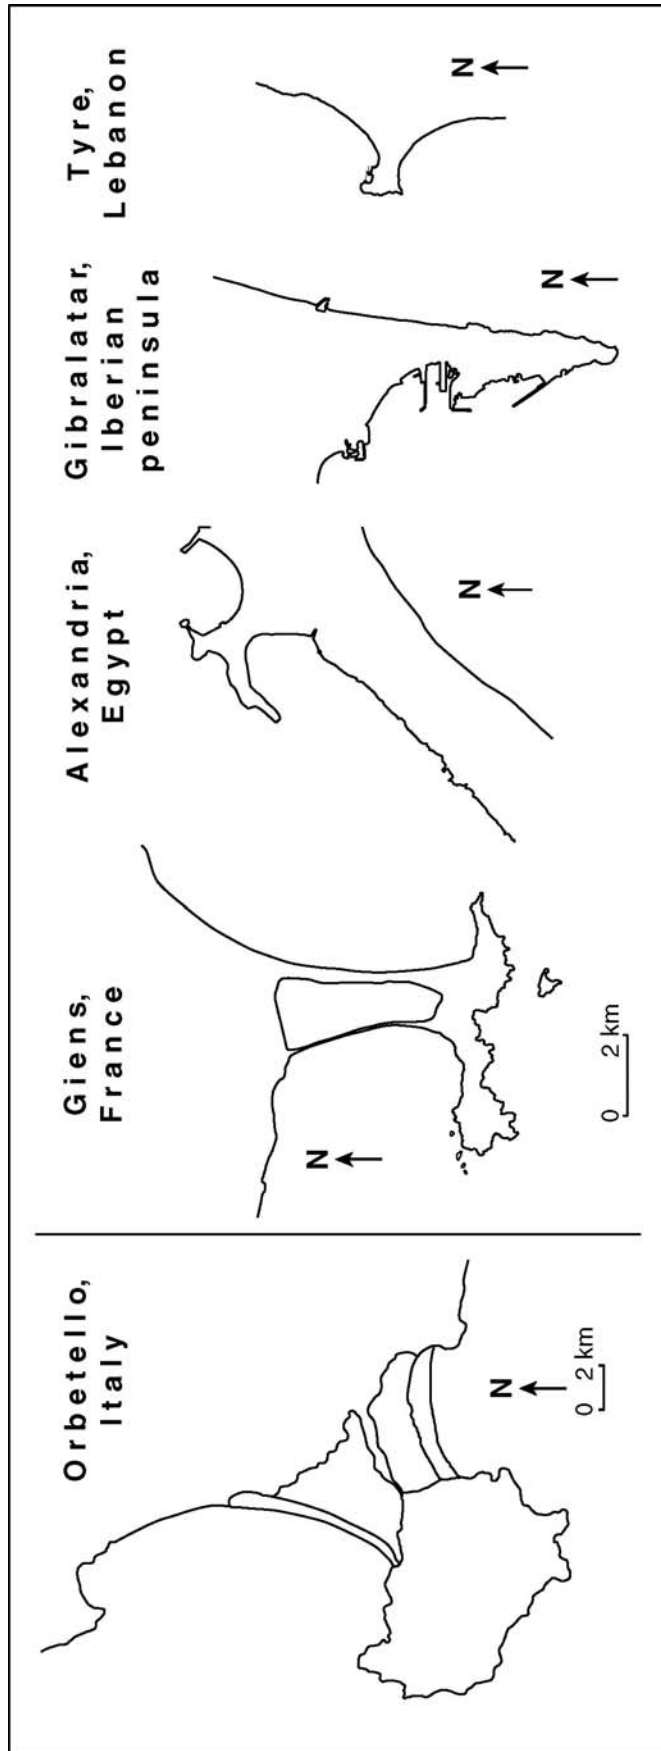 Orbetello,
Italy
N
0 2 km
Giens,
France
N
0 2 km
Alexandria,
Egypt
N
Gibralatar,
Iberian
peninsula
N
Tyre,
Lebanon
N